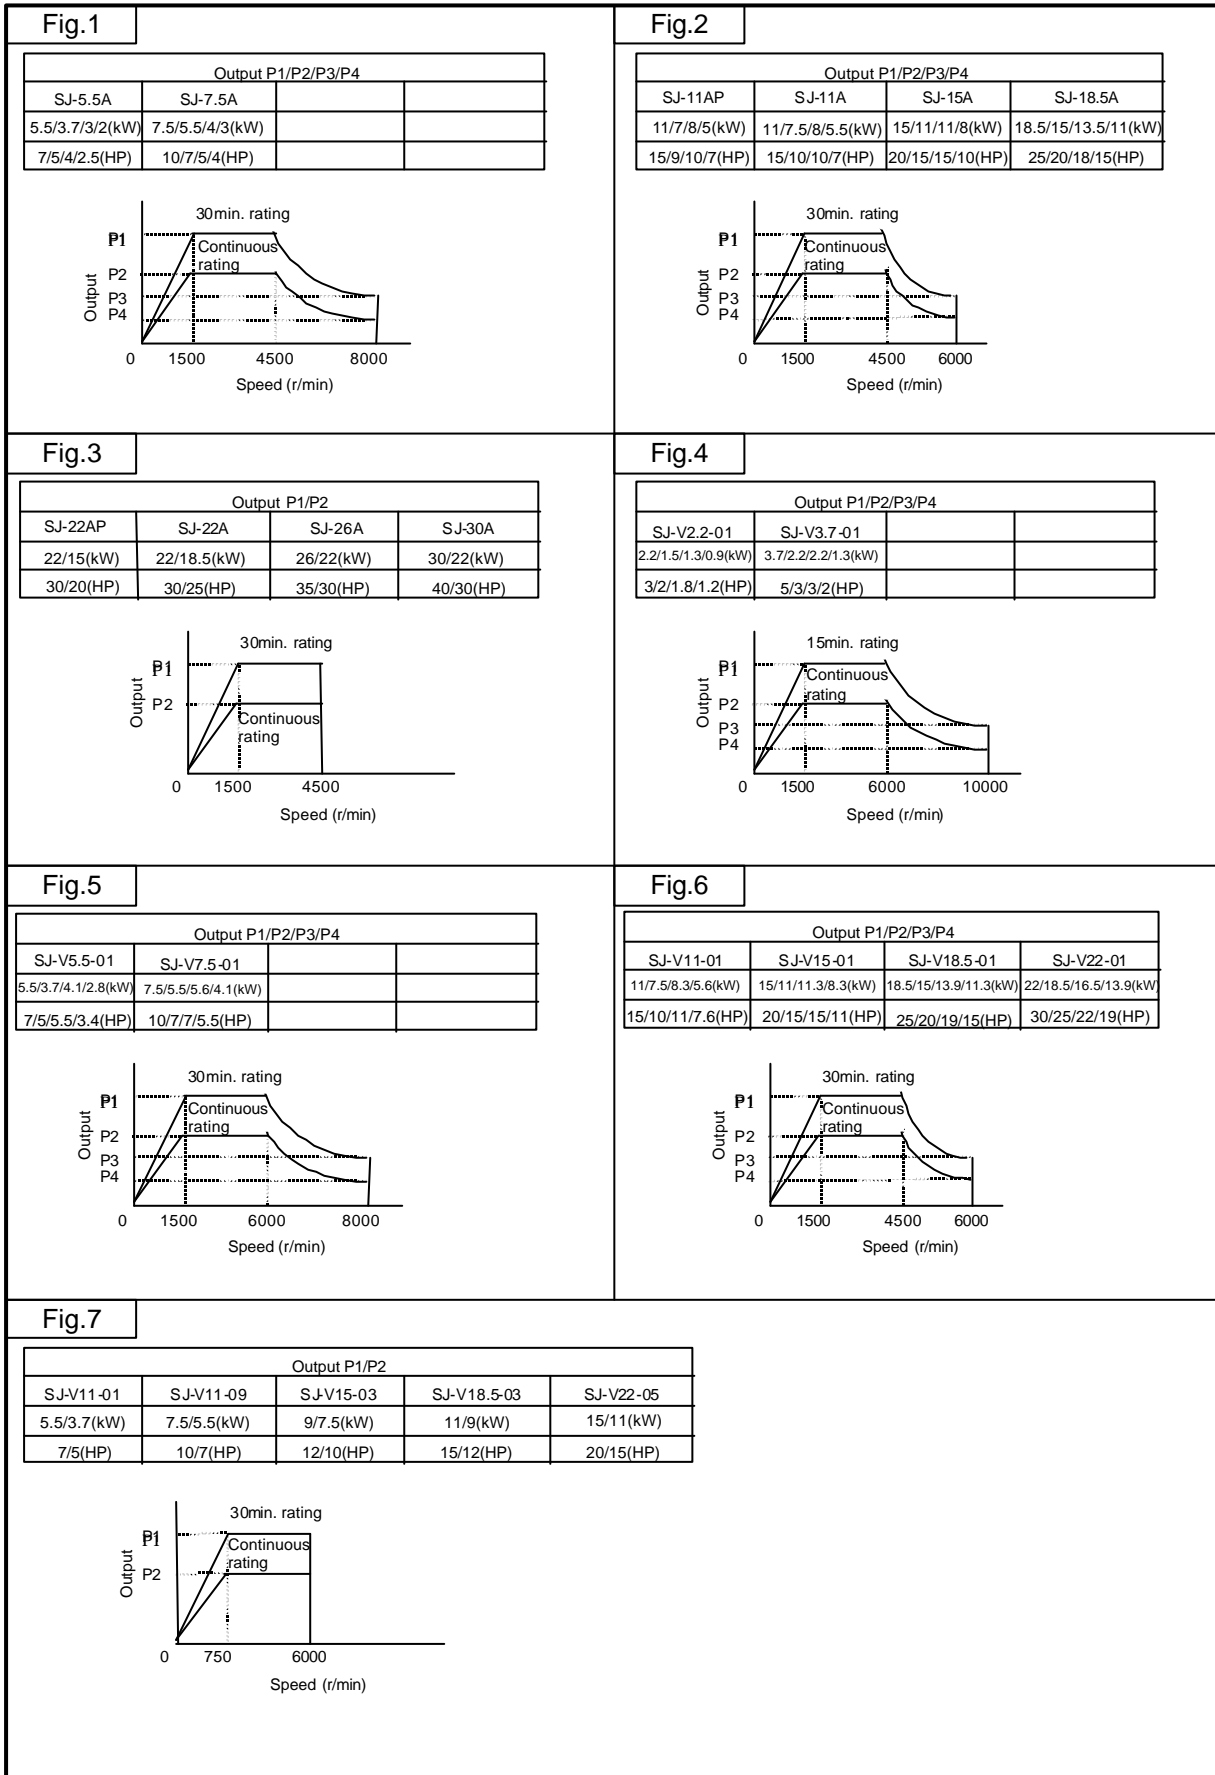 Fig.1
Output P1/P2/P3/P4
SJ-5.5A SJ-7.5A
5.5/3.7/3/2(kW) 7.5/5.5/4/3(kW)
7/5/4/2.5(HP) 10/7/5/4(HP)
30min. rating
P1
Continuous
rating
P2
P3
P4
Output
0 1500 4500 8000
Speed (r/min)
Fig.2
Output P1/P2/P3/P4
SJ-11AP SJ-11A SJ-15A SJ-18.5A
11/7/8/5(kW) 11/7.5/8/5.5(kW) 15/11/11/8(kW) 18.5/15/13.5/11(kW)
15/9/10/7(HP) 15/10/10/7(HP) 20/15/15/10(HP) 25/20/18/15(HP)
30min. rating
P1
Continuous
rating
P2
P3
P4
Output
0 1500 4500 6000
Speed (r/min)
Fig.3
Output P1/P2
SJ-22AP SJ-22A SJ-26A SJ-30A
22/15(kW) 22/18.5(kW) 26/22(kW) 30/22(kW)
30/20(HP) 30/25(HP) 35/30(HP) 40/30(HP)
30min. rating
P1
P2
Continuous
rating
Output
0 1500 4500
Speed (r/min)
Fig.4
Output P1/P2/P3/P4
SJ-V2.2-01 SJ-V3.7-01
2.2/1.5/1.3/0.9(kW) 3.7/2.2/2.2/1.3(kW)
3/2/1.8/1.2(HP) 5/3/3/2(HP)
15min. rating
P1
Continuous
rating
P2
P3
P4
Output
0 1500 6000 10000
Speed (r/min)
Fig.5
Output P1/P2/P3/P4
SJ-V5.5-01 SJ-V7.5-01
5.5/3.7/4.1/2.8(kW) 7.5/5.5/5.6/4.1(kW)
7/5/5.5/3.4(HP) 10/7/7/5.5(HP)
30min. rating
P1
Continuous
rating
P2
P3
P4
Output
0 1500 6000 8000
Speed (r/min)
Fig.6
Output P1/P2/P3/P4
SJ-V11-01 SJ-V15-01 SJ-V18.5-01 SJ-V22-01
11/7.5/8.3/5.6(kW) 15/11/11.3/8.3(kW) 18.5/15/13.9/11.3(kW) 22/18.5/16.5/13.9(kW)
15/10/11/7.6(HP) 20/15/15/11(HP) 25/20/19/15(HP) 30/25/22/19(HP)
30min. rating
P1
Continuous
rating
P2
P3
P4
Output
0 1500 4500 6000
Speed (r/min)
Fig.7
Output P1/P2
SJ-V11-01 SJ-V11-09 SJ-V15-03 SJ-V18.5-03 SJ-V22-05
5.5/3.7(kW) 7.5/5.5(kW) 9/7.5(kW) 11/9(kW) 15/11(kW)
7/5(HP) 10/7(HP) 12/10(HP) 15/12(HP) 20/15(HP)
30min. rating
P1
Continuous
rating
P2
Output
0 750 6000
Speed (r/min)